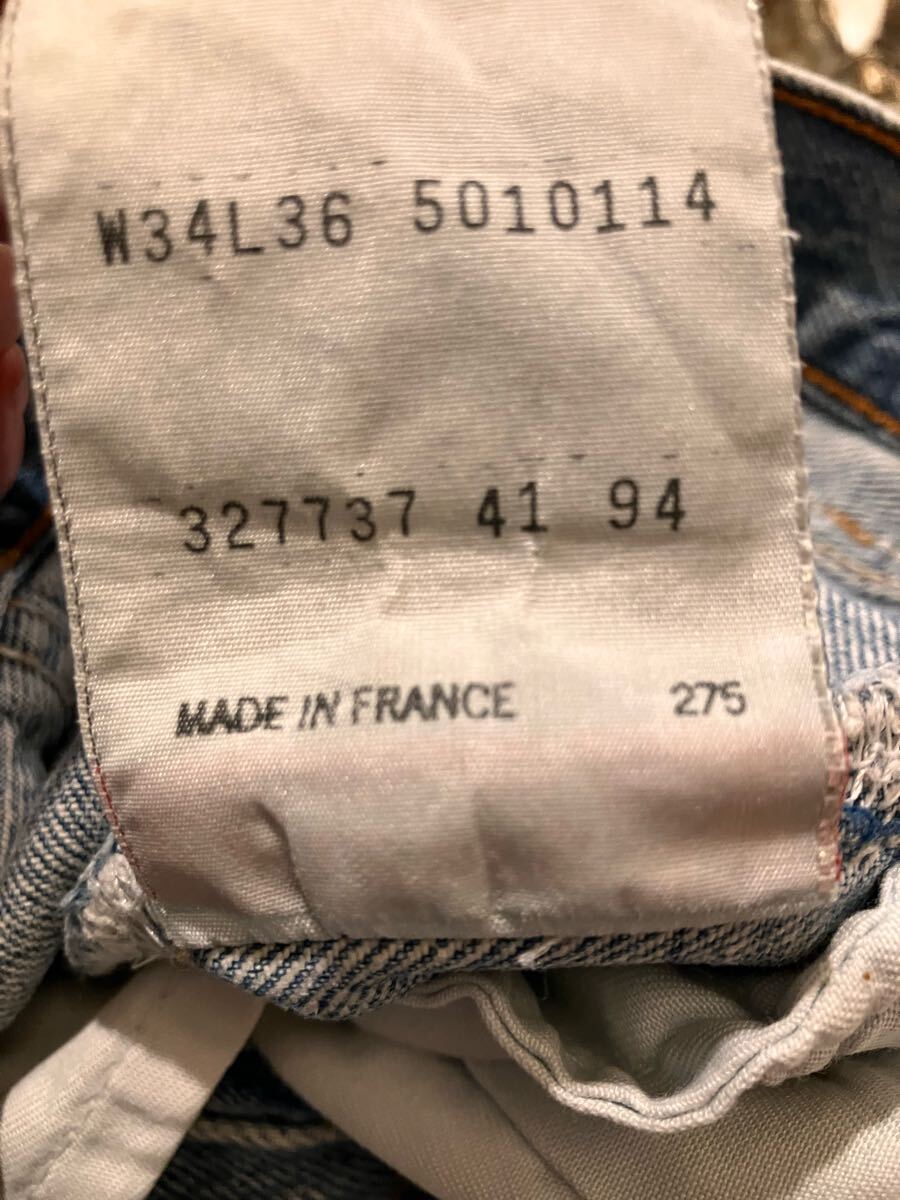 W34L36 5010114
327737 41 94
MADE IN FRANCE 275